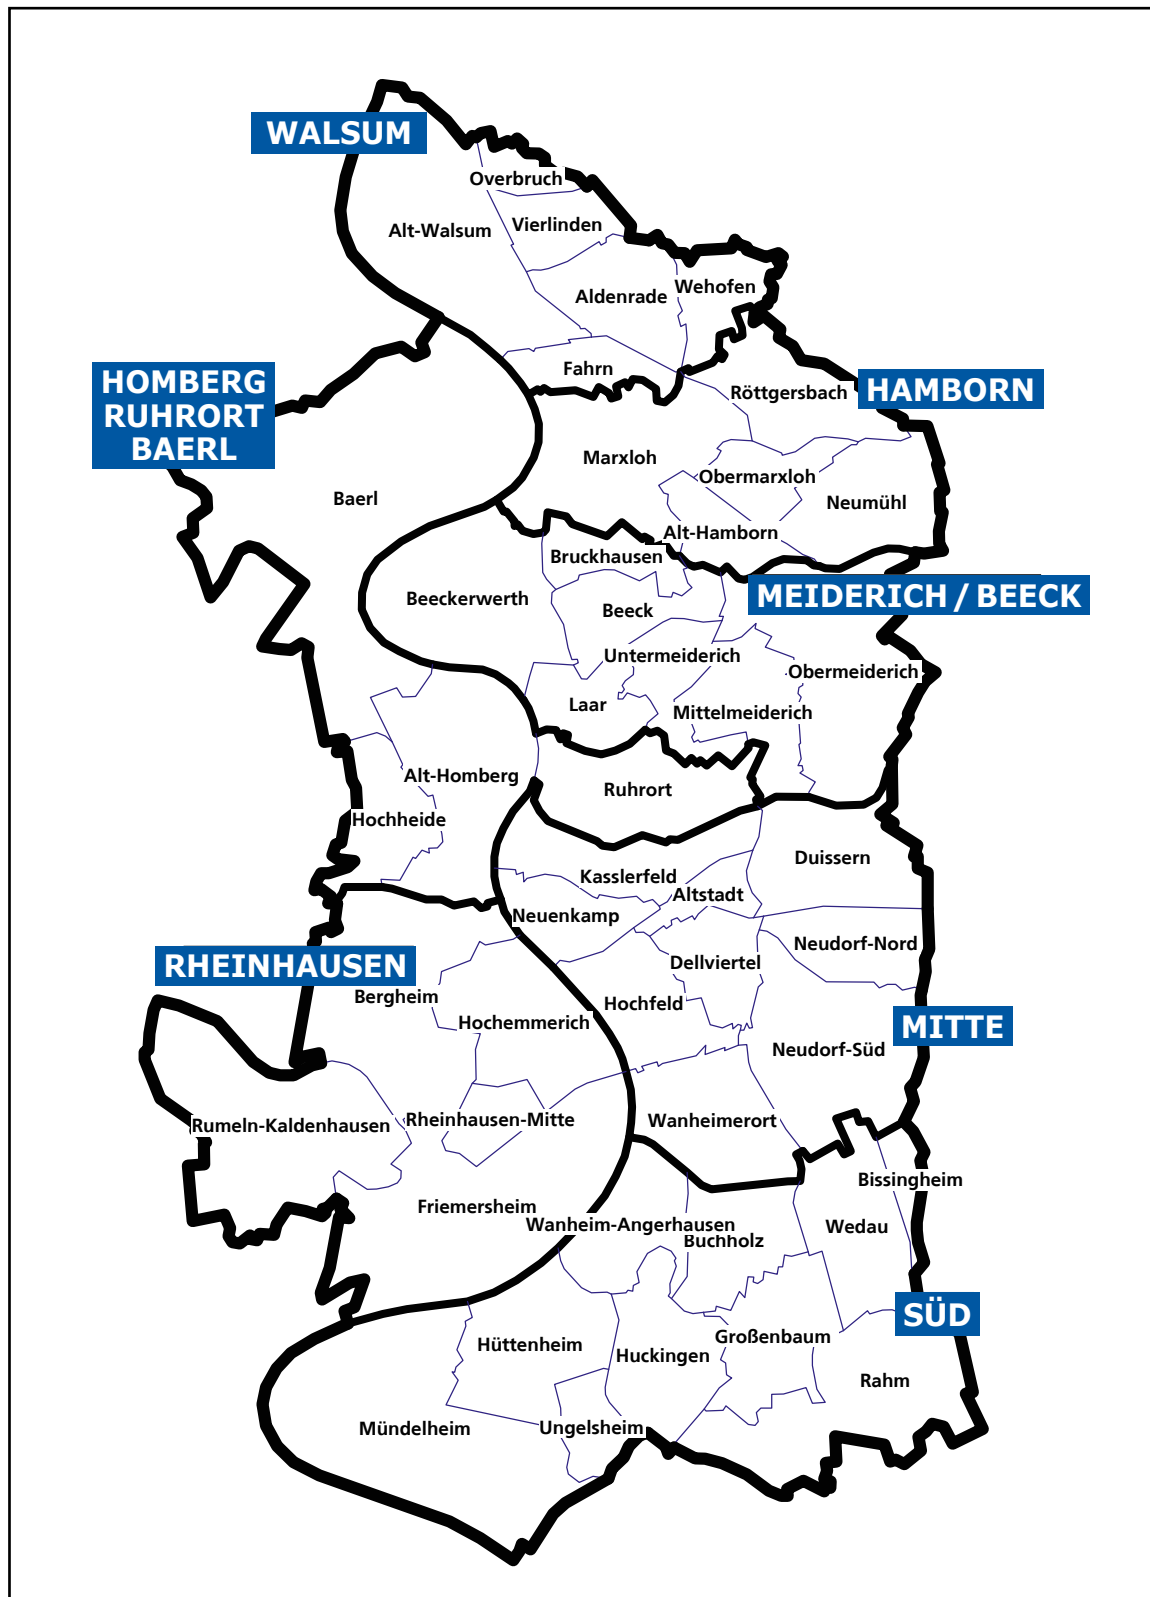 WALSUM
Overbruch
Vierlinden
Alt-Walsum
Wehofen
Aldenrade
Fahrn
HOMBERG
RUHRORT
BAERL
HAMBORN
Röttgersbach
Marxloh
Obermarxloh
Neumühl
Baerl
Alt-Hamborn
Bruckhausen
MEIDERICH / BEECK
Beeckerwerth
Beeck
Untermeiderich
Obermeiderich
Laar
Mittelmeiderich
Alt-Homberg
Ruhrort
Hochheide
Duissern
Kasslerfeld
Altstadt
Neuenkamp
Neudorf-Nord
RHEINHAUSEN
Dellviertel
Bergheim
Hochfeld
Hochemmerich
MITTE
Neudorf-Süd
Rheinhausen-Mitte
Wanheimerort
Rumeln-Kaldenhausen
Bissingheim
Friemersheim
Wanheim-Angerhausen
Wedau
Buchholz
SÜD
Großenbaum
Hüttenheim
Huckingen
Rahm
Mündelheim
Ungelsheim